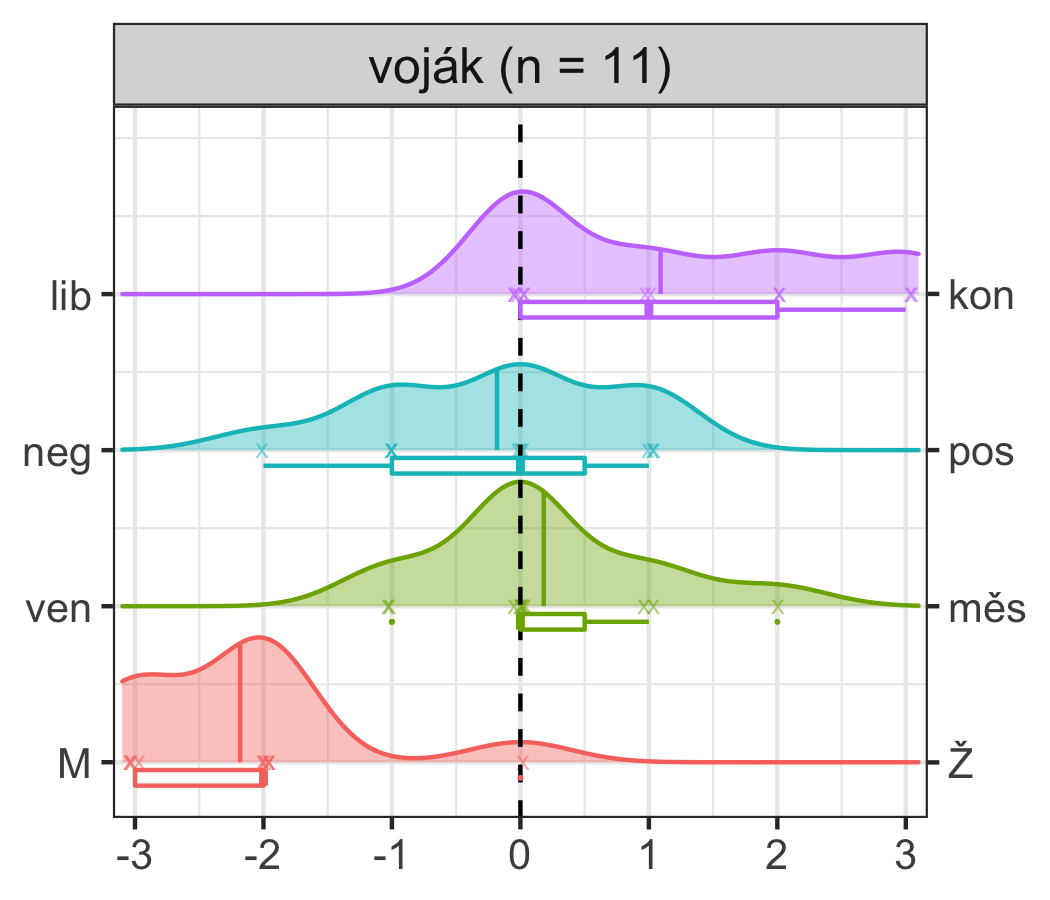 voják (n = 11)
lib kon
neg pos
ven měs
M Ž
-3 -2 -1 0 1 2 3